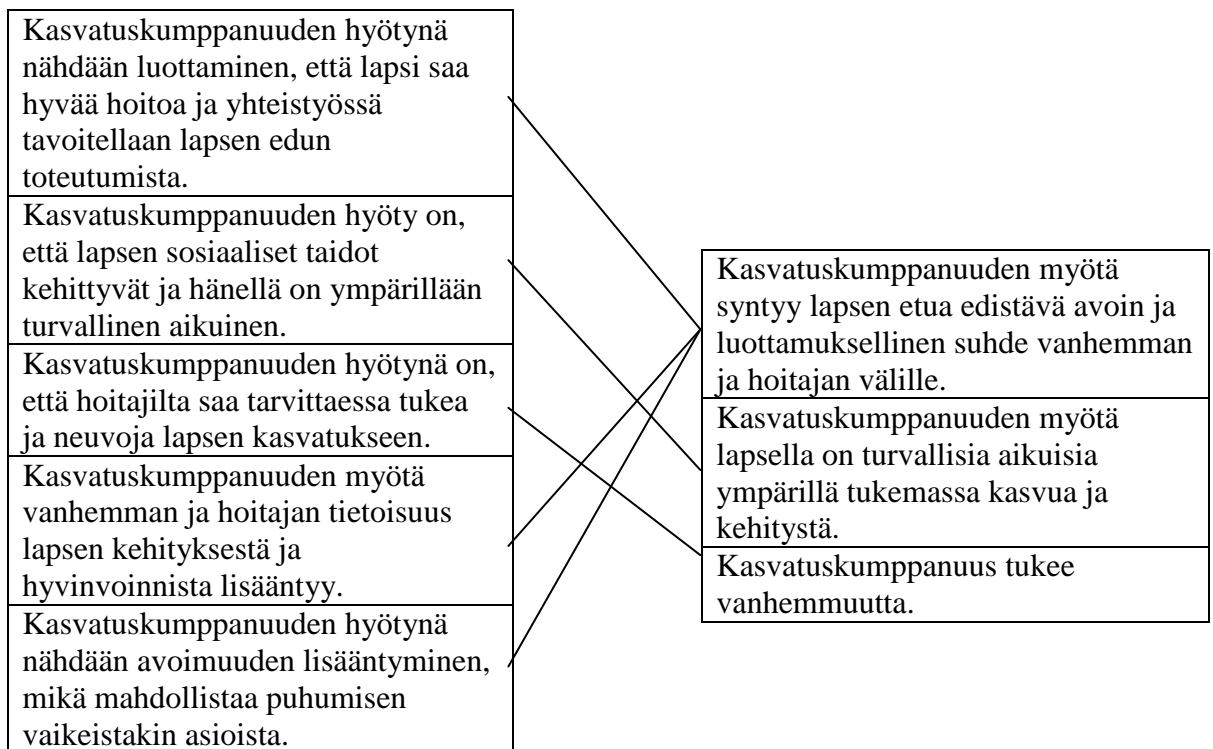 Kasvatuskumppanuuden hyötynä
nähdään luottaminen, että lapsi saa
hyvää hoitoa ja yhteistyössä
tavoitellaan lapsen edun
toteutumista.
Kasvatuskumppanuuden hyöty on,
että lapsen sosiaaliset taidot
kehittyvät ja hänellä on ympärillään
turvallinen aikuinen.
Kasvatuskumppanuuden hyötynä on,
että hoitajilta saa tarvittaessa tukea
ja neuvoja lapsen kasvatukseen.
Kasvatuskumppanuuden myötä
vanhemman ja hoitajan tietoisuus
lapsen kehityksestä ja
hyvinvoinnista lisääntyy.
Kasvatuskumppanuuden hyötynä
nähdään avoimuuden lisääntyminen,
mikä mahdollistaa puhumisen
vaikeistakin asioista.
Kasvatuskumppanuuden myötä
syntyy lapsen etua edistävä avoin ja
luottamuksellinen suhde vanhemman
ja hoitajan välille.
Kasvatuskumppanuuden myötä
lapsella on turvallisia aikuisia
ympärillä tukemassa kasvua ja
kehitystä.
Kasvatuskumppanuus tukee
vanhemmuutta.